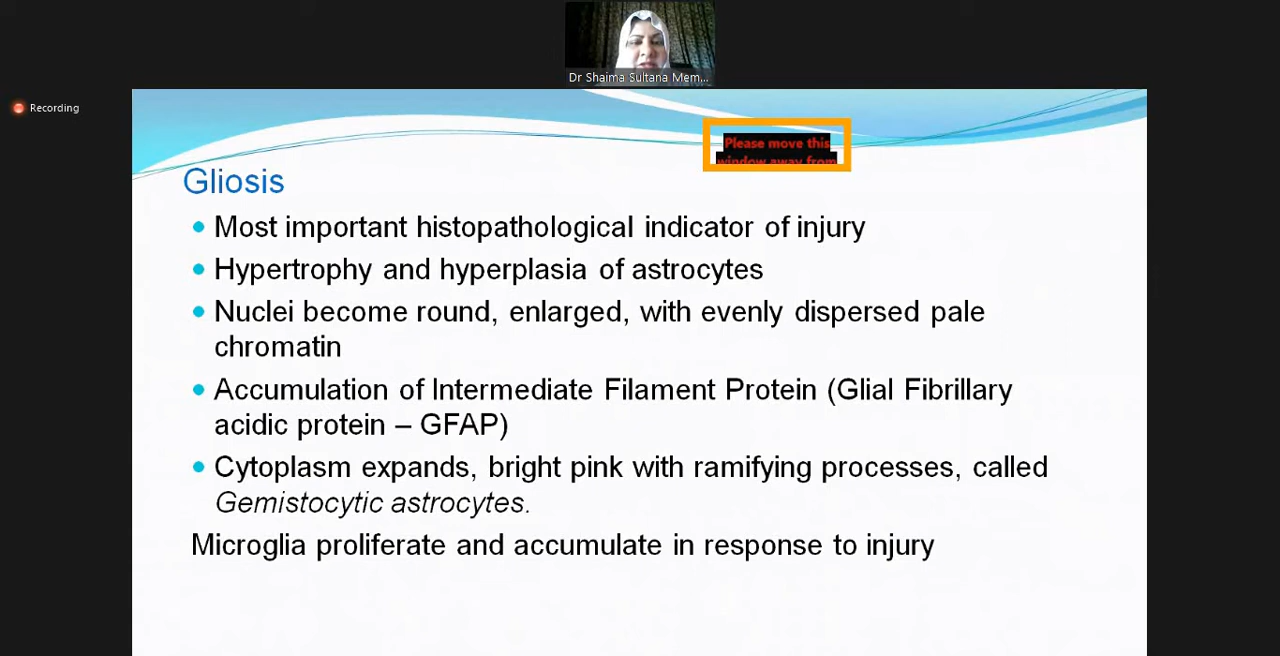 Dr Shaima Sultana Mem...
Recording
Please move this
window away from
Gliosis
Most important histopathological indicator of injury
Hypertrophy and hyperplasia of astrocytes
Nuclei become round, enlarged, with evenly dispersed pale
chromatin
Accumulation of Intermediate Filament Protein (Glial Fibrillary
acidic protein – GFAP)
Cytoplasm expands, bright pink with ramifying processes, called
Gemistocytic astrocytes.
Microglia proliferate and accumulate in response to injury